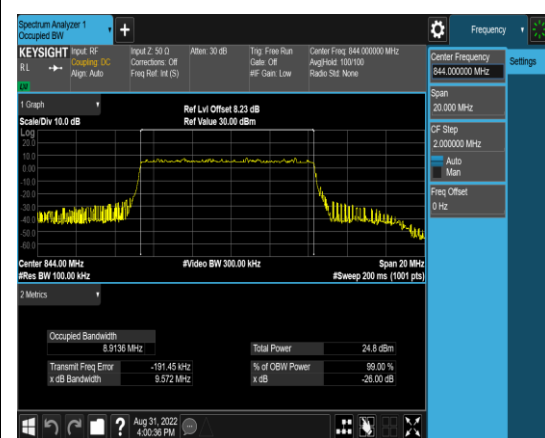 Spectrum Analyzer 1
Occupied BW
+
Frequency
KEYSIGHT Input: RF
R L
Coupling: DC
Align: Auto
LW
Input Z: 50 Ω
Corrections: Off
Freq Ref: Int (S)
Atten: 30 dB
Trig: Free Run
Gate: Off
#IF Gain: Low
Center Freq: 844.000000 MHz
Avg|Hold: 100/100
Radio Std: None
Center Frequency
844.000000 MHz
Settings
Span
20.000 MHz
CF Step
2.000000 MHz
Auto
Man
Freq Offset
0 Hz
1 Graph
Scale/Div 10.0 dB
Ref Lvl Offset 8.23 dB
Ref Value 30.00 dBm
Log
20.0
10.0
0.00
-10.0
-20.0
-30.0
-40.0
-50.0
-60.0
Center 844.00 MHz
#Res BW 100.00 kHz
#Video BW 300.00 kHz
Span 20 MHz
#Sweep 200 ms (1001 pts)
2 Metrics
Occupied Bandwidth
8.9136 MHz
Total Power 24.8 dBm
Transmit Freq Error -191.45 kHz
% of OBW Power 99.00 %
x dB Bandwidth 9.572 MHz
x dB -26.00 dB
?
Aug 31, 2022
4:00:36 PM